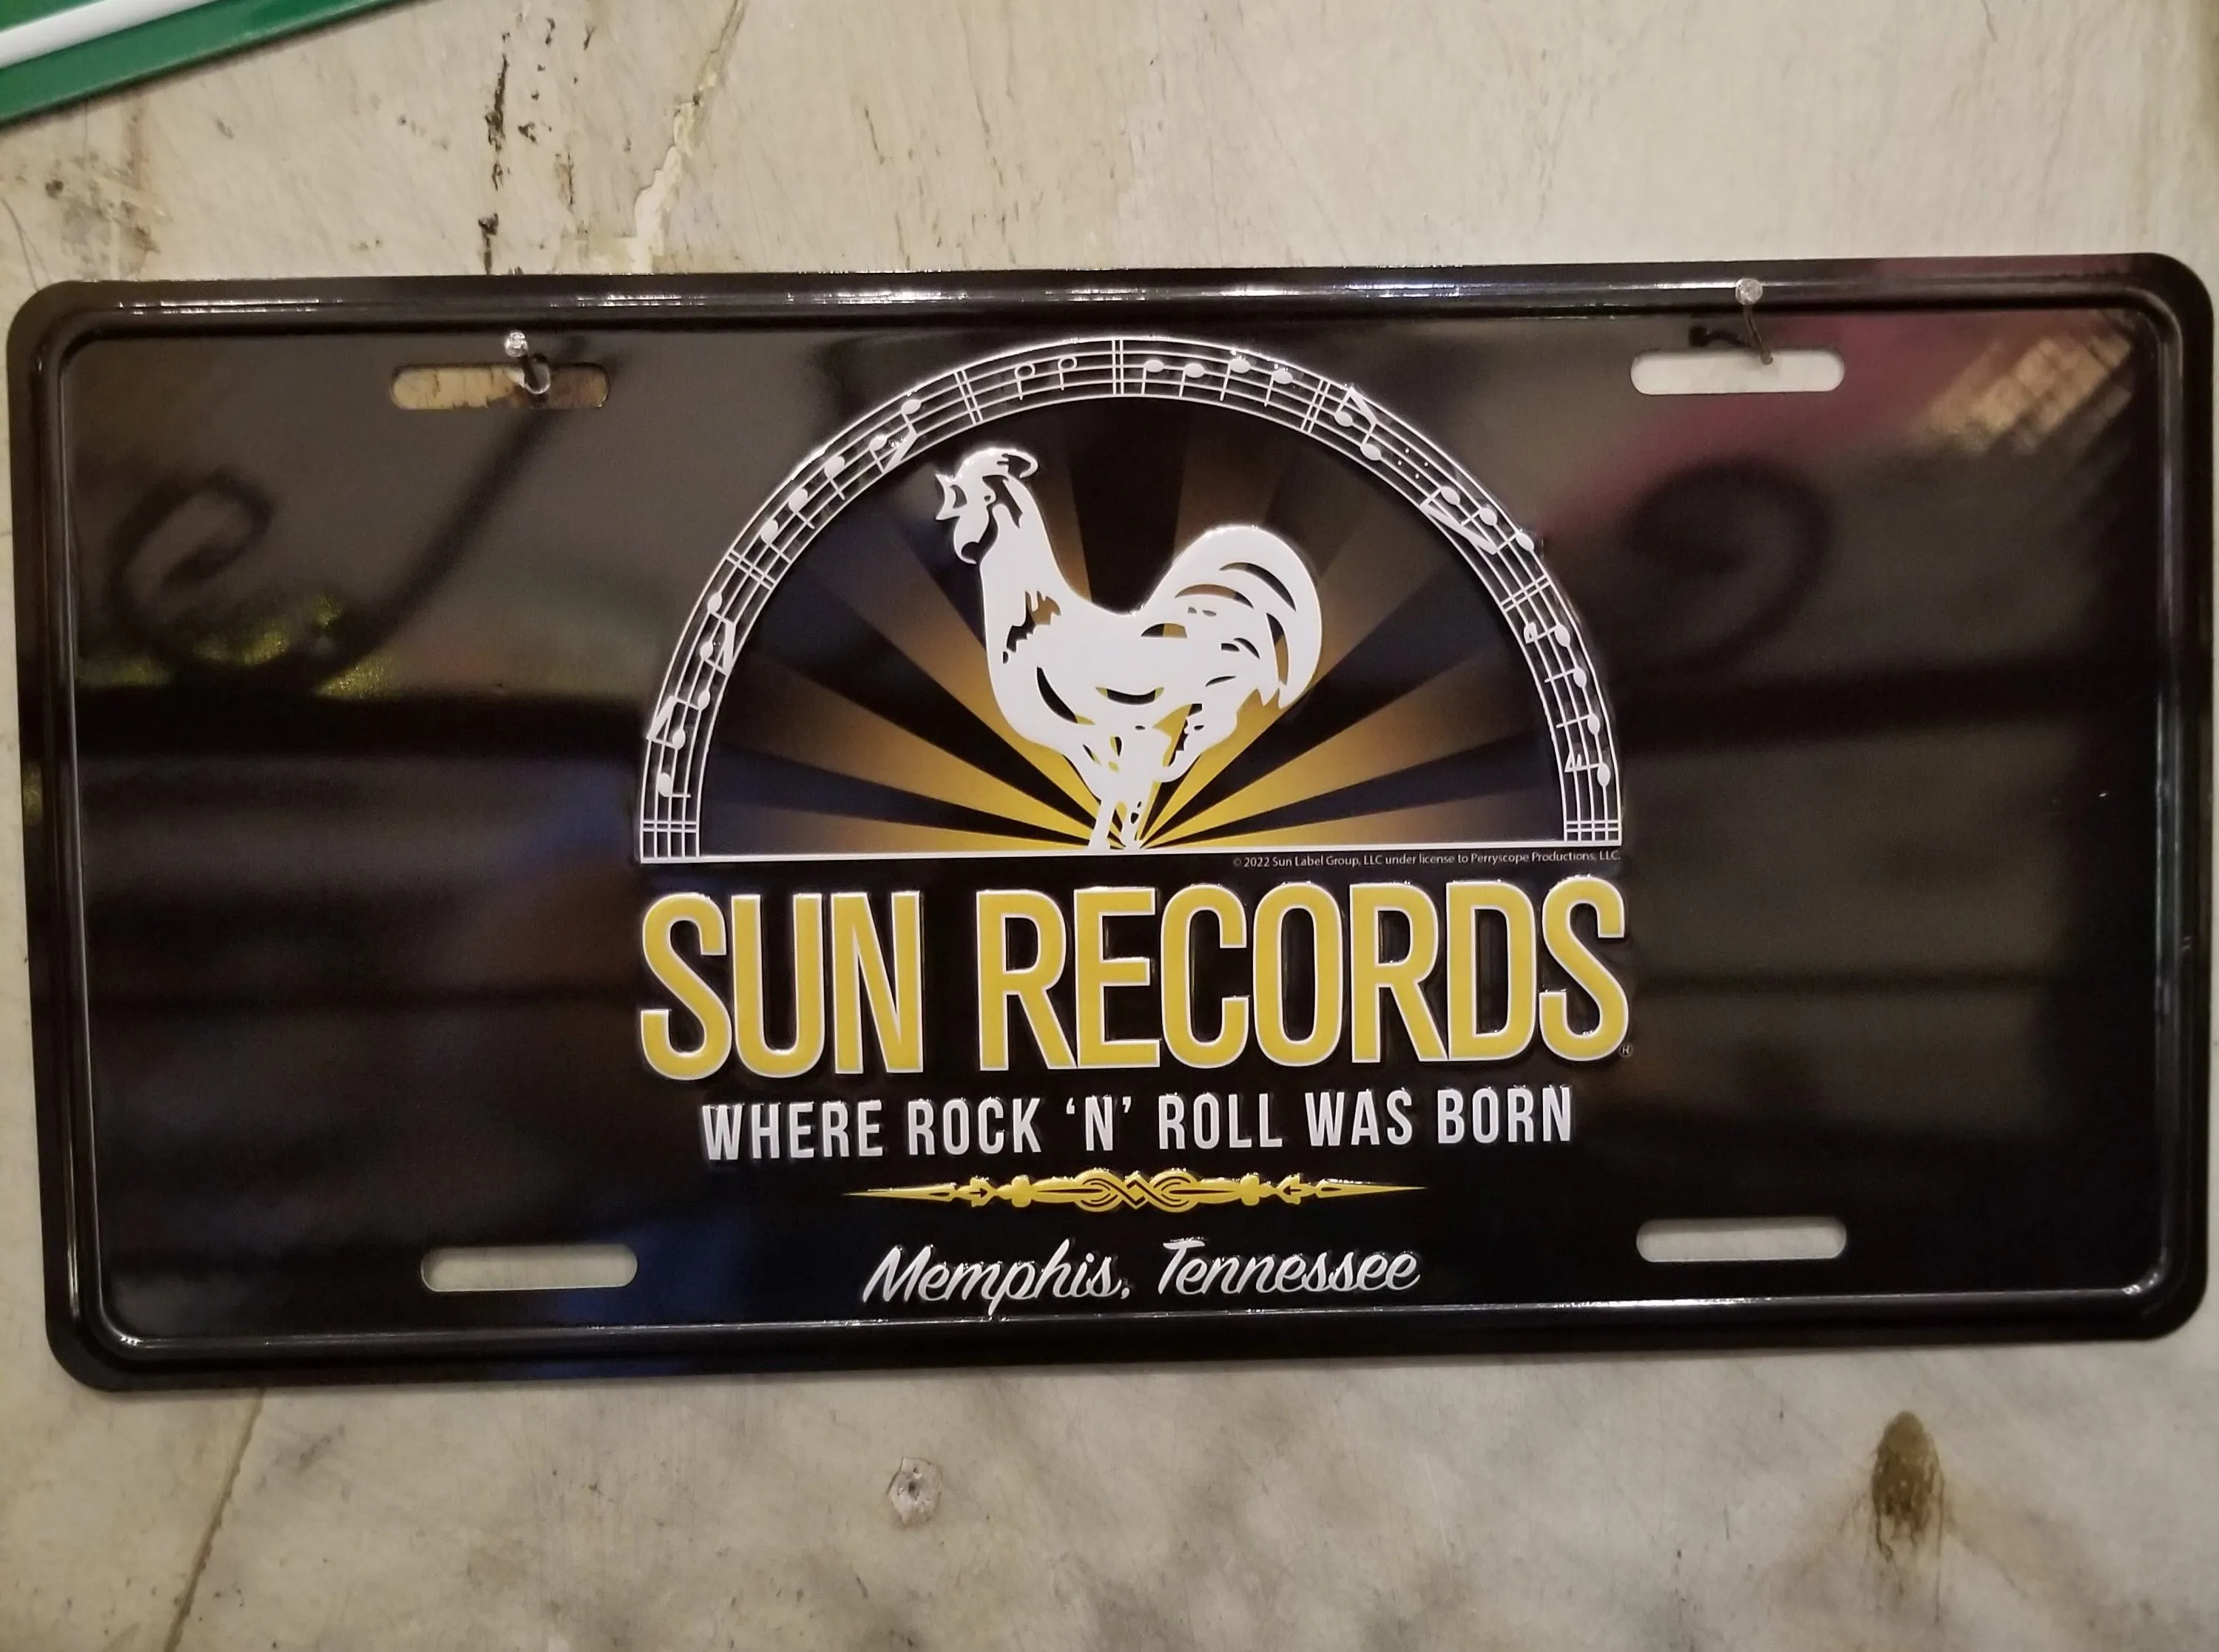 © 2022 Sun Label Group, LLC under license to Perryscope Productions, LLC.
SUN RECORDS®
WHERE ROCK ‘N’ ROLL WAS BORN
Memphis, Tennessee